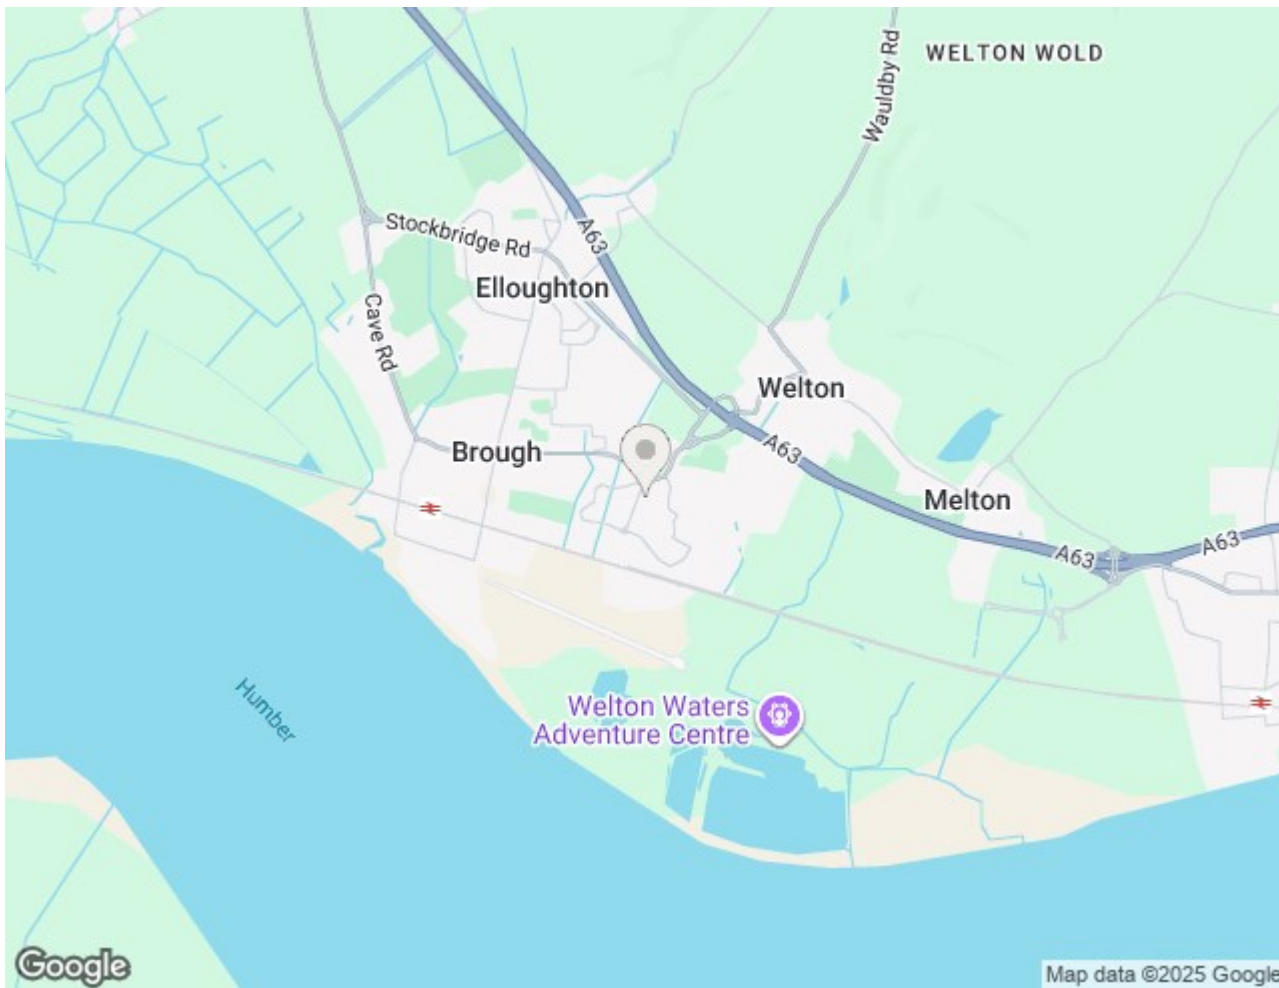 WELTON WOLD
Wauldby Rd
Stockbridge Rd
A63
Elloughton
Cave Rd
Welton
Brough
A63
Melton
A63
A63
Humber
Welton Waters
Adventure Centre
Google
Map data ©2025 Google